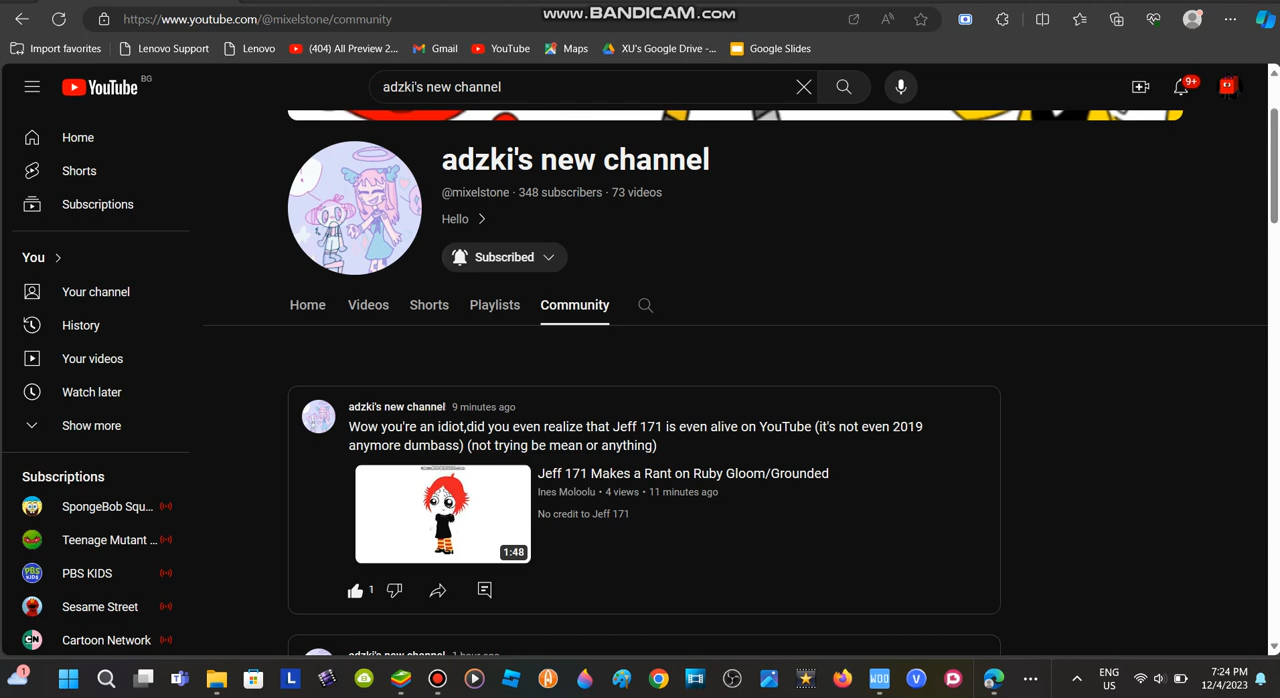 www.BANDICAM.com
https://www.youtube.com/@mixelstone/community
Import favorites
Lenovo Support
Lenovo
(404) All Preview 2...
Gmail
YouTube
Maps
XU's Google Drive -...
Google Slides
YouTube BG
adzki's new channel
9+
Home
Shorts
Subscriptions
You
Your channel
History
Your videos
Watch later
Show more
Subscriptions
SpongeBob Squ...
Teenage Mutant ...
PBS KIDS
Sesame Street
Cartoon Network
adzki's new channel
@mixelstone · 348 subscribers · 73 videos
Hello
Subscribed
Home
Videos
Shorts
Playlists
Community
adzki's new channel 9 minutes ago
Wow you're an idiot,did you even realize that Jeff 171 is even alive on YouTube (it's not even 2019
anymore dumbass) (not trying be mean or anything)
1:48
Jeff 171 Makes a Rant on Ruby Gloom/Grounded
Ines Moloolu • 4 views • 11 minutes ago
No credit to Jeff 171
1
adzki's new channel 1 hour ago
1
ENG
US
7:24 PM
12/4/2023